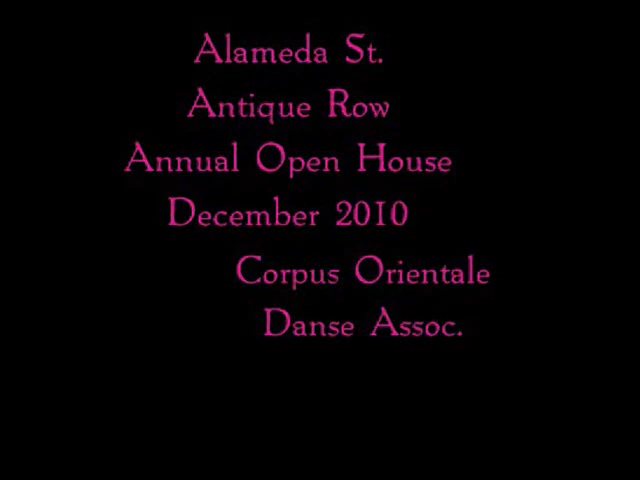 Alameda St.
Antique Row
Annual Open House
December 2010
Corpus Orientale
Danse Assoc.